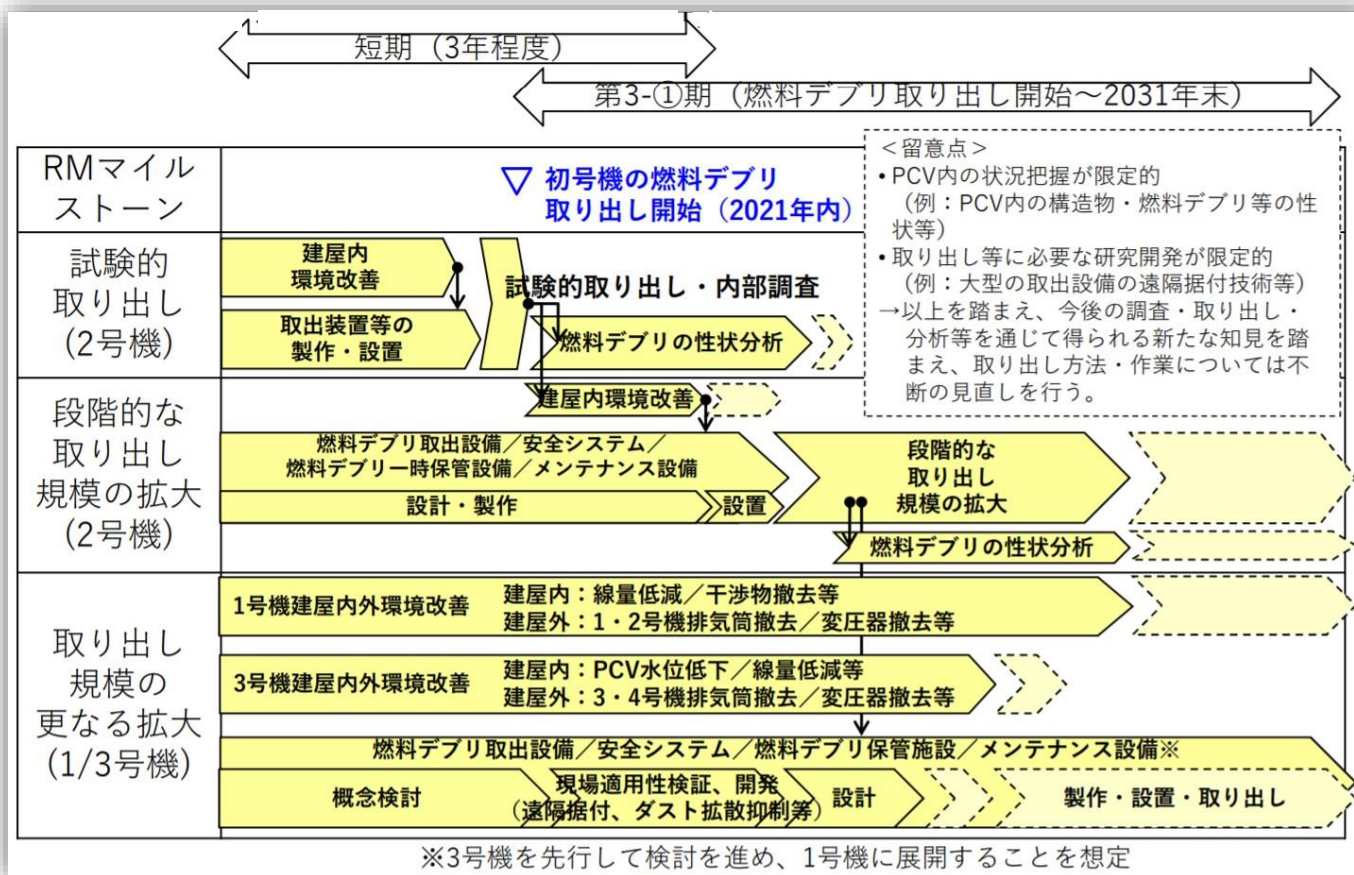 短期（3年程度）
第3-①期（燃料デブリ取り出し開始～2031年末）
RMマイル
ストーン
▽ 初号機の燃料デブリ
取り出し開始（2021年内）
＜留意点＞
• PCV内の状況把握が限定的
（例：PCV内の構造物・燃料デブリ等の性
状等）
• 取り出し等に必要な研究開発が限定的
（例：大型の取出設備の遠隔据付技術等）
→以上を踏まえ、今後の調査・取り出し・
分析等を通じて得られる新たな知見を踏
まえ、取り出し方法・作業については不
断の見直しを行う。
試験的
取り出し
(2号機)
建屋内
環境改善
取出装置等の
製作・設置
試験的取り出し・内部調査
燃料デブリの性状分析
段階的な
取り出し
規模の拡大
(2号機)
建屋内環境改善
燃料デブリ取出設備／安全システム／
燃料デブリ一時保管設備／メンテナンス設備
設計・製作
設置
段階的な
取り出し
規模の拡大
燃料デブリの性状分析
取り出し
規模の
更なる拡大
(1/3号機)
1号機建屋内外環境改善
建屋内：線量低減／干渉物撤去等
建屋外：1・2号機排気筒撤去／変圧器撤去等
3号機建屋内外環境改善
建屋内：PCV水位低下／線量低減等
建屋外：3・4号機排気筒撤去／変圧器撤去等
燃料デブリ取出設備／安全システム／燃料デブリ保管施設／メンテナンス設備※
概念検討
現場適用性検証、開発
(遠隔据付、ダスト拡散抑制等)
設計
製作・設置・取り出し
※3号機を先行して検討を進め、1号機に展開することを想定